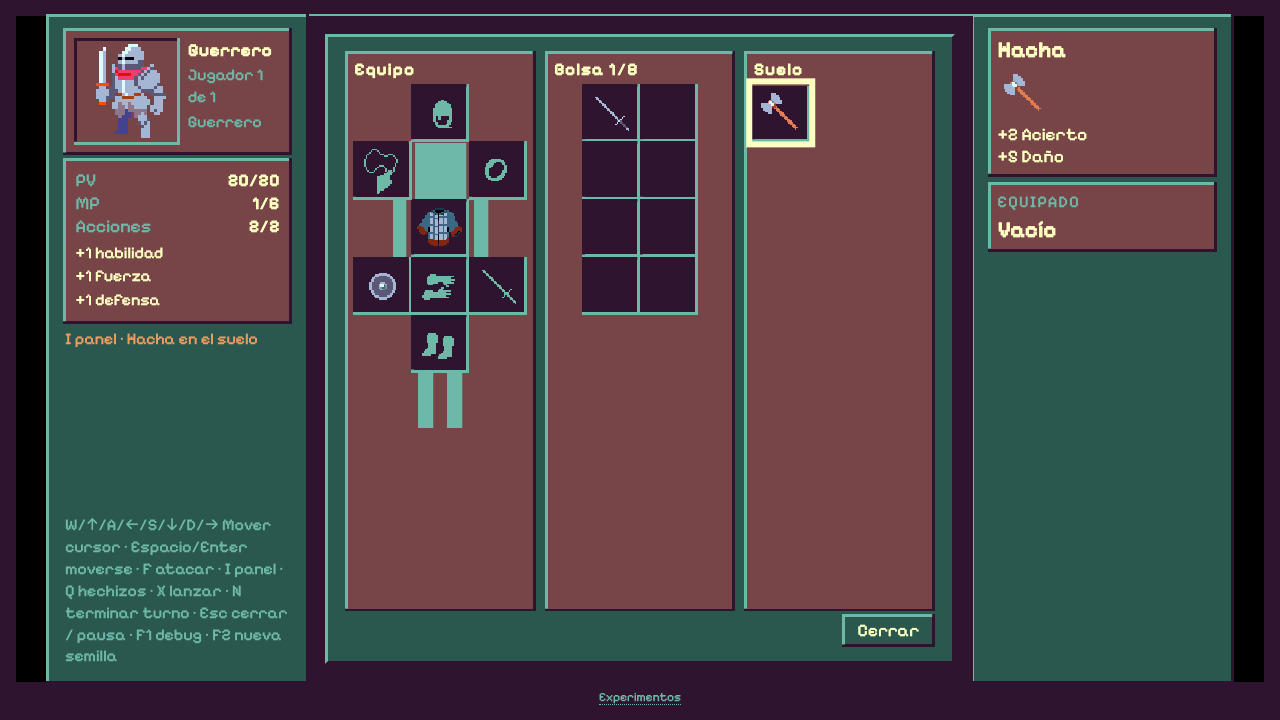 Guerrero
Jugador 1
de 1
Guerrero
PV 80/80
MP 1/6
Acciones 8/8
+1 habilidad
+1 fuerza
+1 defensa
I panel · Hacha en el suelo
W/↑/A/←/S/↓/D/→ Mover
cursor · Espacio/Enter
moverse · F atacar · I panel ·
Q hechizos · X lanzar · N
terminar turno · Esc cerrar
/ pausa · F1 debug · F2 nueva
semilla
Equipo
Bolsa 1/8
Suelo
Cerrar
Hacha
+2 Acierto
+5 Daño
EQUIPADO
Vacío
Experimentos